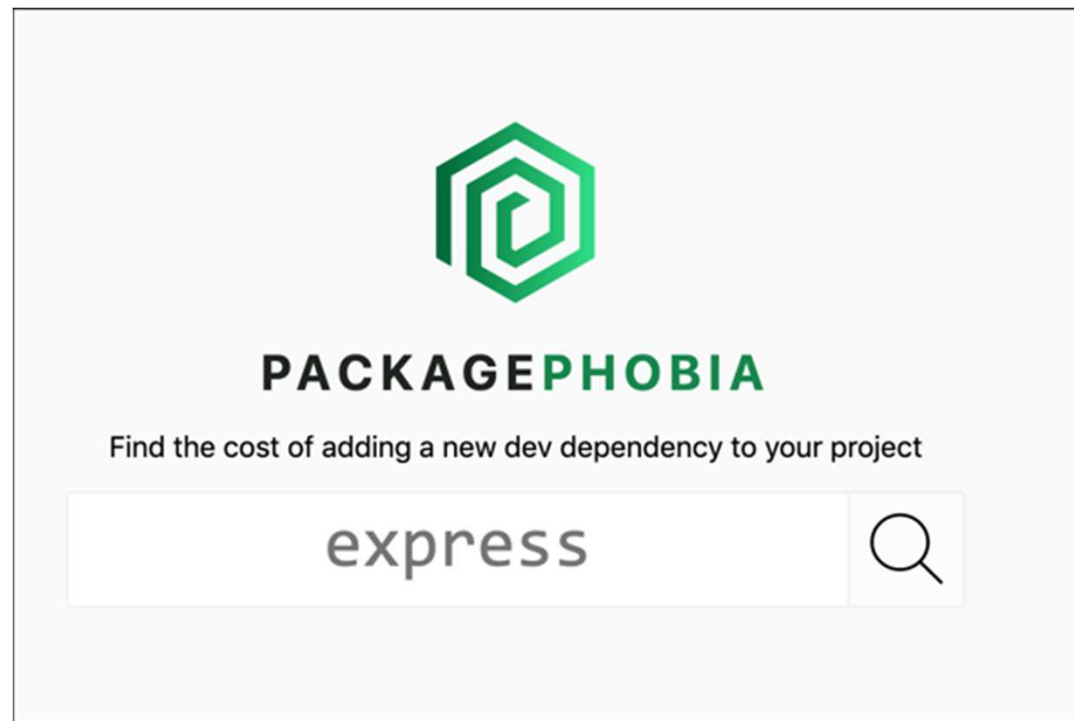 PACKAGEPHOBIA
Find the cost of adding a new dev dependency to your project
express